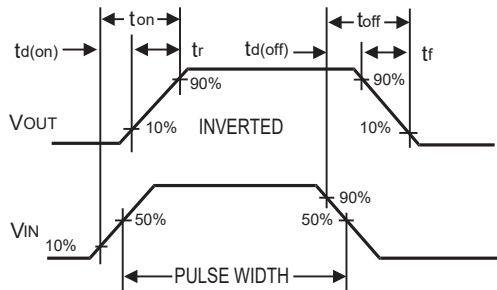 ton toff
td(on) tr td(off) tf
90% 90%
VOUT 10% INVERTED 10%
90%
VIN 50% 50%
10%
PULSE WIDTH